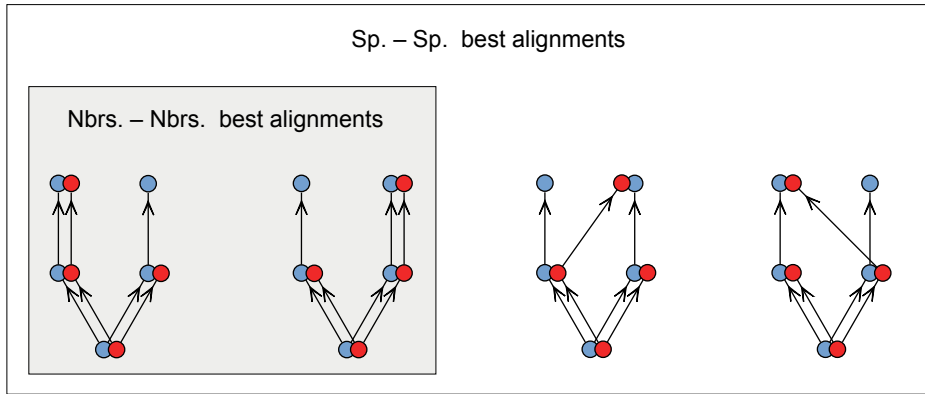 Sp. – Sp. best alignments
Nbrs. – Nbrs. best alignments